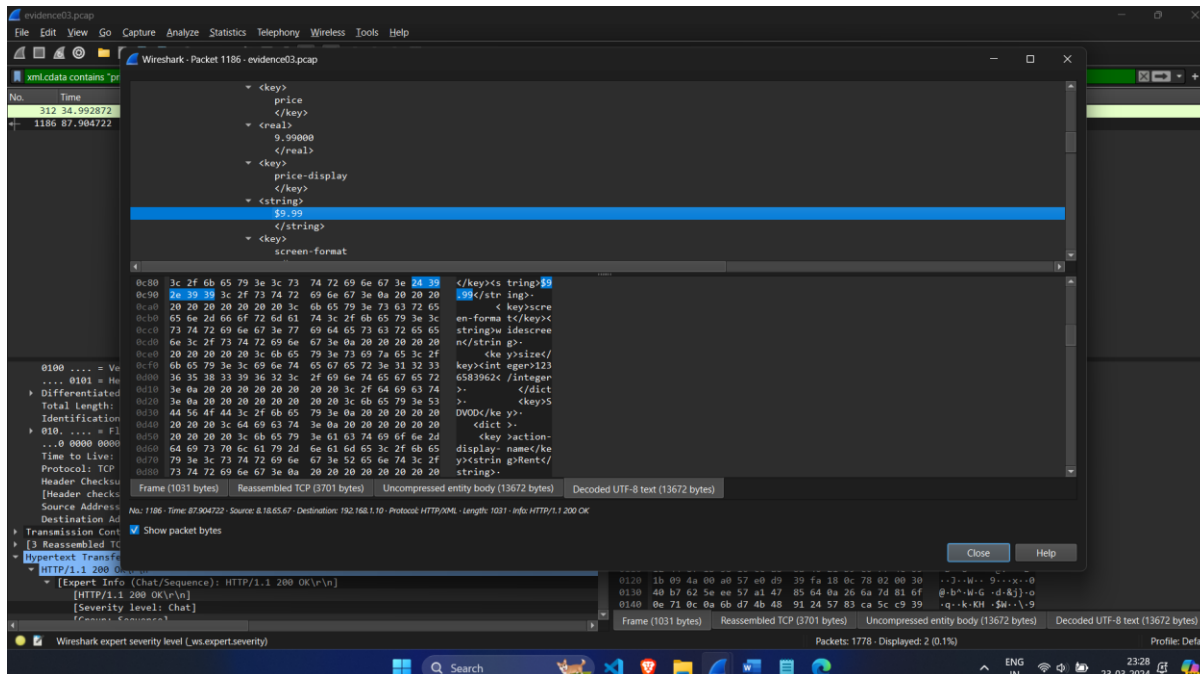 evidence03.pcap
File Edit View Go Capture Analyze Statistics Telephony Wireless Tools Help
Wireshark - Packet 1186 - evidence03.pcap
xml.cdata contains "pr
No. Time
312 34.992872
1186 87.904722
<key>
price
</key>
<real>
9.99000
</real>
<key>
price-display
</key>
<string>
$9.99
</string>
<key>
screen-format
0c80 3c 2f 6b 65 79 3e 3c 73 74 72 69 6e 67 3e 24 39 </key><s tring>$9
0c90 2e 39 39 3c 2f 73 74 72 69 6e 67 3e 0a 20 20 20 .99</str ing>·
0ca0 20 20 20 20 20 20 20 3c 6b 65 79 3e 73 63 72 65 < key>scre
0cb0 65 6e 2d 66 6f 72 6d 61 74 3c 2f 6b 65 79 3e 3c en-forma t</key><
0cc0 73 74 72 69 6e 67 3e 77 69 64 65 73 63 72 65 65 string>w idescree
0cd0 6e 3c 2f 73 74 72 69 6e 67 3e 0a 20 20 20 20 20 n</strin g>·
0ce0 20 20 20 20 20 3c 6b 65 79 3e 73 69 7a 65 3c 2f <ke y>size</
0cf0 6b 65 79 3e 3c 69 6e 74 65 67 65 72 3e 31 32 33 key><int eger>123
0d00 36 35 38 33 39 36 32 3c 2f 69 6e 74 65 67 65 72 6583962< /integer
0d10 3e 0a 20 20 20 20 20 20 20 20 3c 2f 64 69 63 74 >· </dict
0d20 3e 0a 20 20 20 20 20 20 20 20 3c 6b 65 79 3e 53 >· <key>S
0d30 44 56 4f 44 3c 2f 6b 65 79 3e 0a 20 20 20 20 20 DVOD</ke y>·
0d40 20 20 20 3c 64 69 63 74 3e 0a 20 20 20 20 20 20 <dict >·
0d50 20 20 20 20 3c 6b 65 79 3e 61 63 74 69 6f 6e 2d <key >action-
0d60 64 69 73 70 6c 61 79 2d 6e 61 6d 65 3c 2f 6b 65 display- name</ke
0d70 79 3e 3c 73 74 72 69 6e 67 3e 52 65 6e 74 3c 2f y><strin g>Rent</
0d80 73 74 72 69 6e 67 3e 0a 20 20 20 20 20 20 20 20 string>·
Frame (1031 bytes) Reassembled TCP (3701 bytes) Uncompressed entity body (13672 bytes) Decoded UTF-8 text (13672 bytes)
No.: 1186 · Time: 87.904722 · Source: 8.18.65.67 · Destination: 192.168.1.10 · Protocol: HTTP/XML · Length: 1031 · Info: HTTP/1.1 200 OK
Show packet bytes
Close Help
0100 .... = Ve
.... 0101 = He
Differentiated
Total Length:
Identification
010. .... = Fl
...0 0000 0000
Time to Live:
Protocol: TCP
Header Checksu
[Header checks
Source Address
Destination Ad
Transmission Cont
[3 Reassembled TC
Hypertext Transfe
HTTP/1.1 200 O
[Expert Info (Chat/Sequence): HTTP/1.1 200 OK\r\n]
[HTTP/1.1 200 OK\r\n]
[Severity level: Chat]
0120 1b 09 4a 00 a0 57 e0 d9 39 fa 18 0c 78 02 00 30 ··J··W·· 9···x··0
0130 40 b7 62 5e ee 57 a1 47 85 64 0a 26 6a 7d 81 6f @·b^·W·G ·d·&j}·o
0140 0e 71 0c 0a 6b d7 4b 48 91 24 57 83 ca 5c c9 39 ·q··k·KH ·$W··\·9
Frame (1031 bytes) Reassembled TCP (3701 bytes) Uncompressed entity body (13672 bytes) Decoded UTF-8 text (13672 bytes)
Wireshark expert severity level (_ws.expert.severity) Packets: 1778 · Displayed: 2 (0.1%) Profile: Defa
Search ENG 23:28
IN 23-03-2024